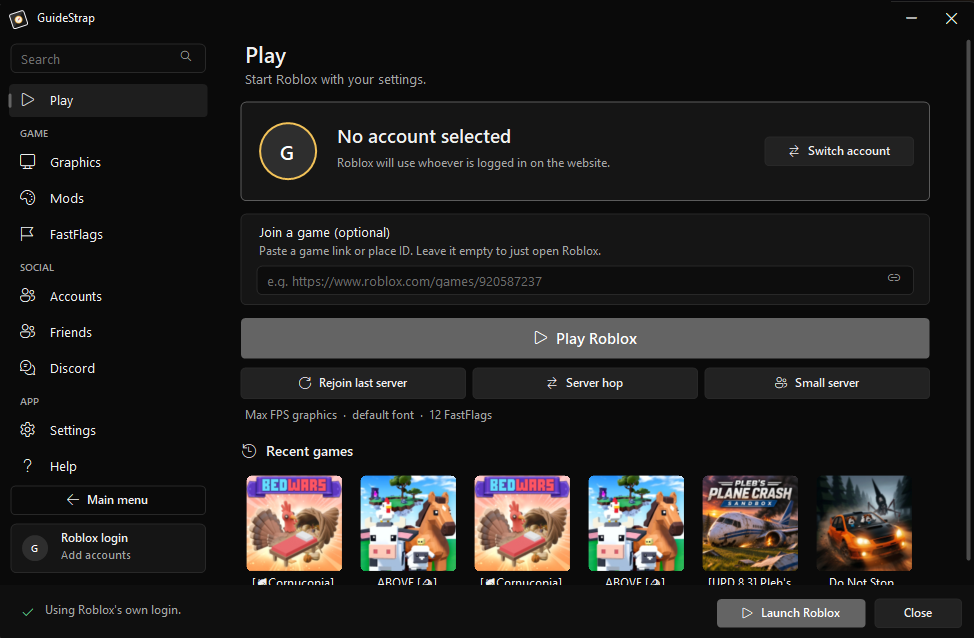 GuideStrap
Search
Play
GAME
Graphics
Mods
FastFlags
SOCIAL
Accounts
Friends
Discord
APP
Settings
Help
Main menu
G
Roblox login
Add accounts
Play
Start Roblox with your settings.
G
No account selected
Roblox will use whoever is logged in on the website.
Switch account
Join a game (optional)
Paste a game link or place ID. Leave it empty to just open Roblox.
e.g. https://www.roblox.com/games/920587237
Play Roblox
Rejoin last server
Server hop
Small server
Max FPS graphics · default font · 12 FastFlags
Recent games
BEDWARS
BEDWARS
PLEB'S
PLANE CRASH
SANDBOX
[🦃Cornucopia]
ABOVE [
[🦃Cornucopia]
ABOVE [
[UPD 8.3] Pleb's
Do Not Stop
Using Roblox's own login.
Launch Roblox
Close